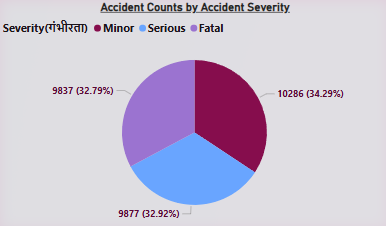 Accident Counts by Accident Severity
Severity(गंभीरता) Minor Serious Fatal
9837 (32.79%)
10286 (34.29%)
9877 (32.92%)